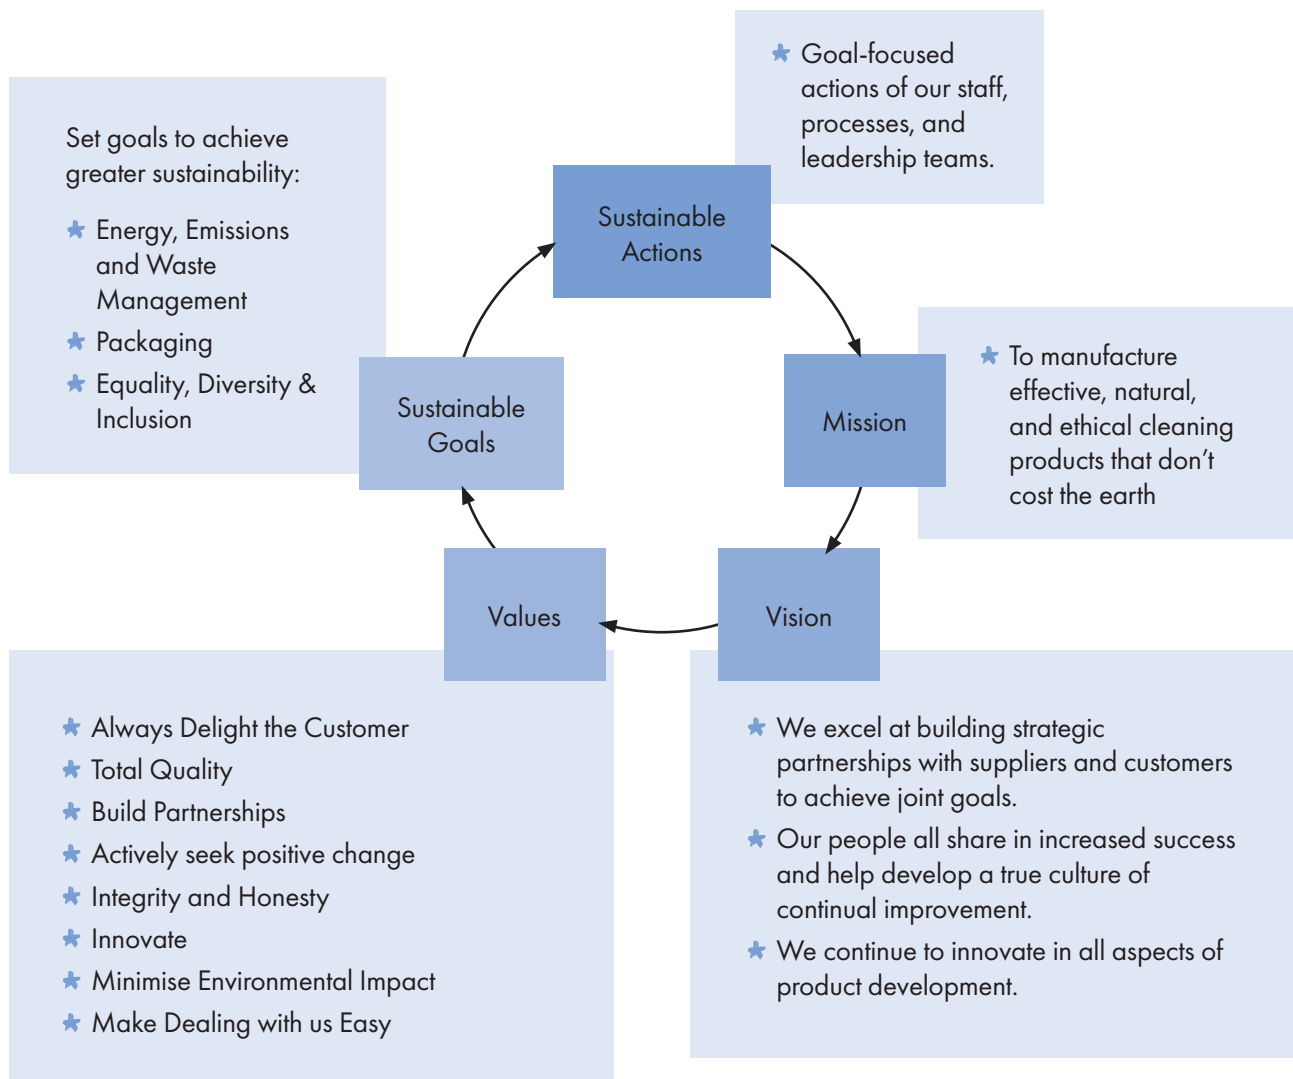 Goal-focused
actions of our staff,
processes, and
leadership teams.
Set goals to achieve
greater sustainability:
Energy, Emissions
and Waste
Management
Packaging
Equality, Diversity &
Inclusion
Sustainable
Actions
To manufacture
effective, natural,
and ethical cleaning
products that don't
cost the earth
Sustainable
Goals
Mission
Values
Vision
Always Delight the Customer
Total Quality
Build Partnerships
Actively seek positive change
Integrity and Honesty
Innovate
Minimise Environmental Impact
Make Dealing with us Easy
We excel at building strategic
partnerships with suppliers and customers
to achieve joint goals.
Our people all share in increased success
and help develop a true culture of
continual improvement.
We continue to innovate in all aspects of
product development.